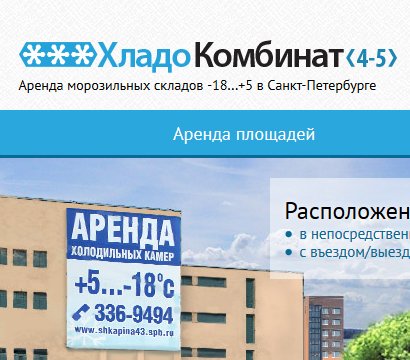 ХладоКомбинат 4-5
Аренда морозильных складов -18...+5 в Санкт-Петербурге
Аренда площадей
Расположен
в непосредствен
с въездом/выезд
АРЕНДА
ХОЛОДИЛЬНЫХ КАМЕР
+5...-18°с
336-9494
www.shkapina43.spb.ru